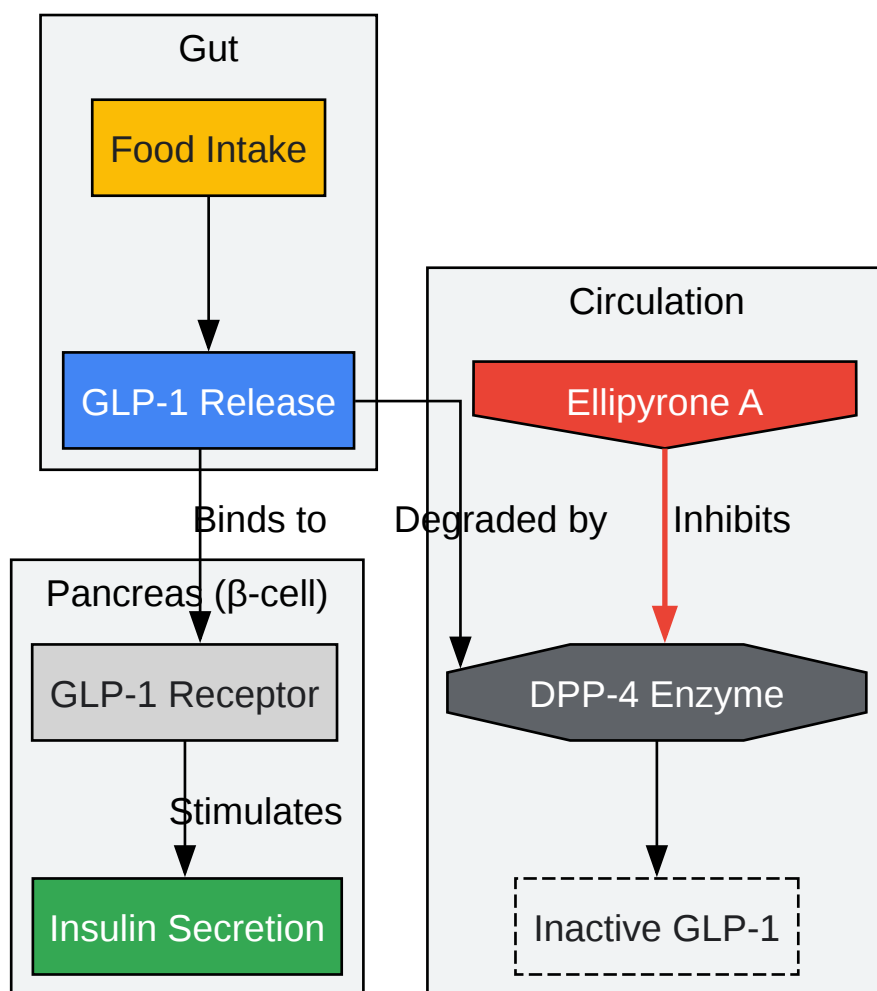 Gut
Food Intake
Circulation
GLP-1 Release
Ellipyrone A
Binds to
Degraded by
Inhibits
Pancreas (β-cell)
GLP-1 Receptor
DPP-4 Enzyme
Stimulates
Insulin Secretion
Inactive GLP-1